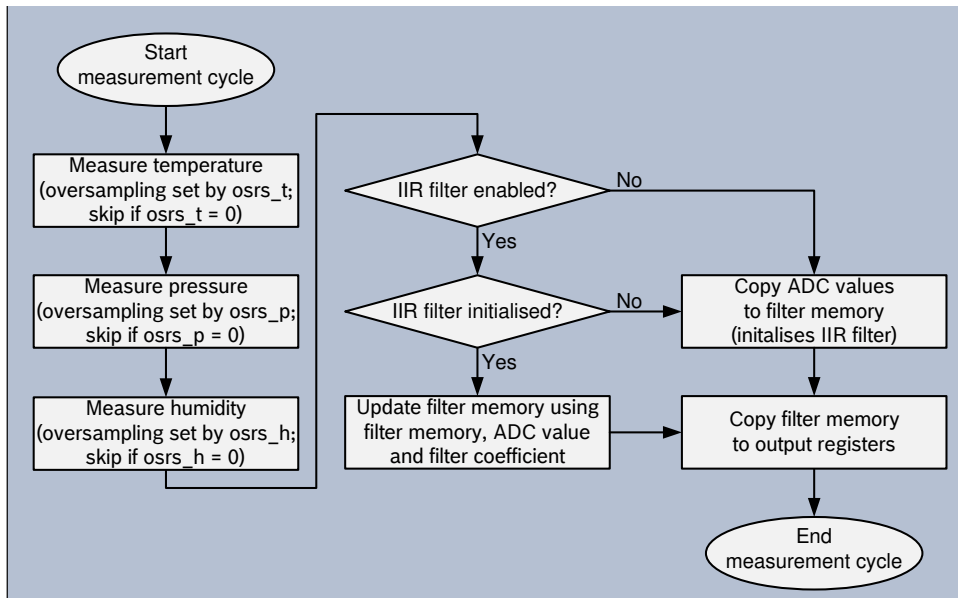 Start
measurement cycle
Measure temperature
(oversampling set by osrs_t;
skip if osrs_t = 0)
Measure pressure
(oversampling set by osrs_p;
skip if osrs_p = 0)
Measure humidity
(oversampling set by osrs_h;
skip if osrs_h = 0)
IIR filter enabled?
No
Yes
IIR filter initialised?
No
Yes
Update filter memory using
filter memory, ADC value
and filter coefficient
Copy ADC values
to filter memory
(initalises IIR filter)
Copy filter memory
to output registers
End
measurement cycle